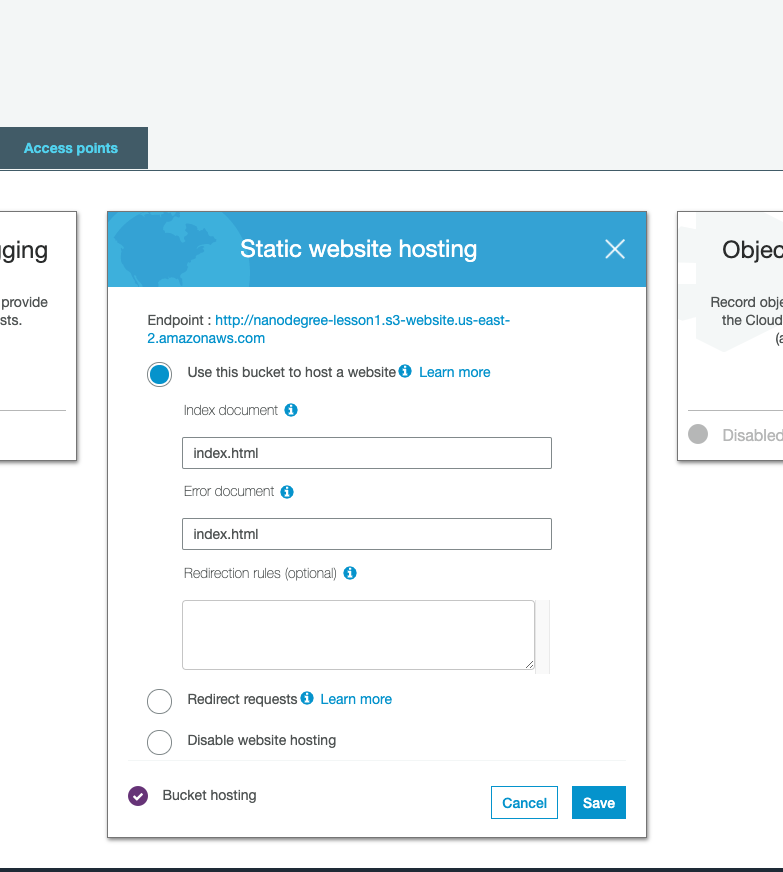 Access points
gging
provide
sts.
Static website hosting
Endpoint : http://nanodegree-lesson1.s3-website.us-east-
2.amazonaws.com
Use this bucket to host a website Learn more
Index document
index.html
Error document
index.html
Redirection rules (optional)
Redirect requests Learn more
Disable website hosting
Bucket hosting
Cancel Save
Objec
Record obje
the Cloud
(a
Disabled